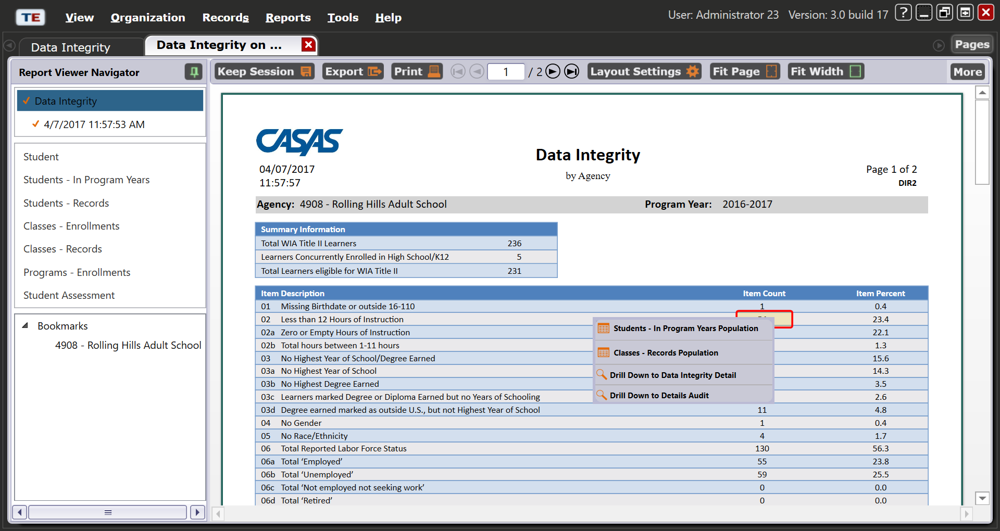 TE View Organization Records Reports Tools Help User: Administrator 23 Version: 3.0 build 17 ?
Data Integrity Data Integrity on ... Pages
Report Viewer Navigator
Keep Session Export Print 1 / 2 Layout Settings Fit Page Fit Width More
Data Integrity
4/7/2017 11:57:53 AM
Student
Students - In Program Years
Students - Records
Classes - Enrollments
Classes - Records
Programs - Enrollments
Student Assessment
Bookmarks
4908 - Rolling Hills Adult School
CASAS
Data Integrity
04/07/2017
11:57:57
by Agency
Page 1 of 2
DIR2
Agency: 4908 - Rolling Hills Adult School Program Year: 2016-2017
Summary Information
Total WIA Title II Learners 236
Learners Concurrently Enrolled in High School/K12 5
Total Learners eligible for WIA Title II 231
Item Description Item Count Item Percent
01 Missing Birthdate or outside 16-110 1 0.4
02 Less than 12 Hours of Instruction 23.4
02a Zero or Empty Hours of Instruction 22.1
02b Total hours between 1-11 hours 1.3
03 No Highest Year of School/Degree Earned 15.6
03a No Highest Year of School 14.3
03b No Highest Degree Earned 3.5
03c Learners marked Degree or Diploma Earned but no Years of Schooling 2.6
03d Degree earned marked as outside U.S., but not Highest Year of School 11 4.8
04 No Gender 1 0.4
05 No Race/Ethnicity 4 1.7
06 Total Reported Labor Force Status 130 56.3
06a Total ‘Employed’ 55 23.8
06b Total ‘Unemployed’ 59 25.5
06c Total ‘Not employed not seeking work’ 0 0.0
06d Total ‘Retired’ 0 0.0
Students - In Program Years Population
Classes - Records Population
Drill Down to Data Integrity Detail
Drill Down to Details Audit